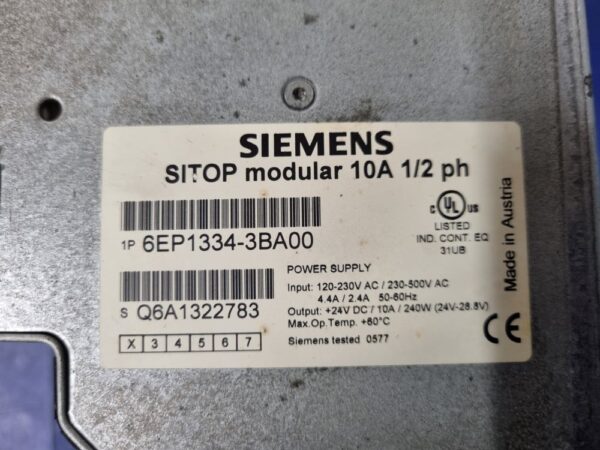 SIEMENS
SITOP modular 10A 1/2 ph
1P 6EP1334-3BA00
C UL US
LISTED
IND. CONT. EQ
31UB
Made in Austria
S Q6A1322783
X 3 4 5 6 7
POWER SUPPLY
Input: 120-230V AC / 230-500V AC
4.4A / 2.4A 50-60Hz
Output: +24V DC / 10A / 240W (24V-28.8V)
Max.Op.Temp. +60°C
Siemens tested 0577
CE